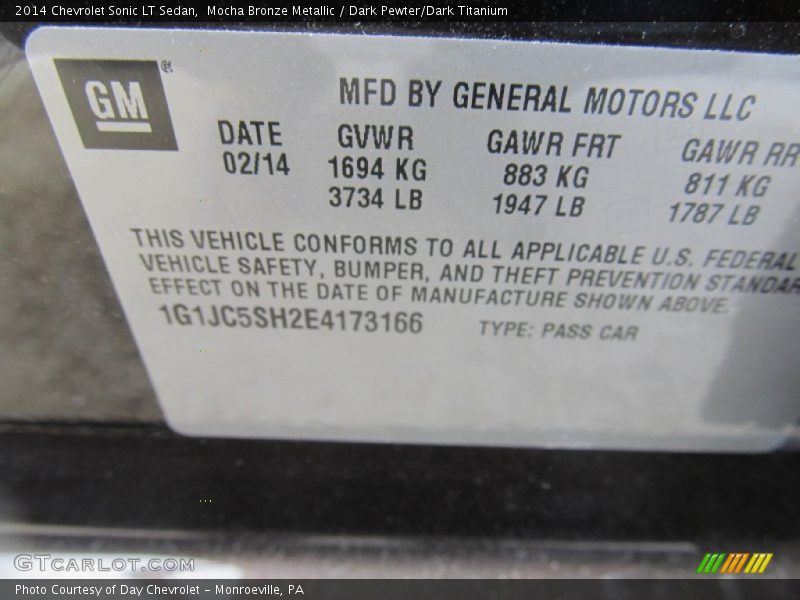 2014 Chevrolet Sonic LT Sedan,  Mocha Bronze Metallic / Dark Pewter/Dark Titanium
GM®
MFD BY GENERAL MOTORS LLC
DATE GVWR GAWR FRT GAWR RR
02/14 1694 KG 883 KG 811 KG
3734 LB 1947 LB 1787 LB
THIS VEHICLE CONFORMS TO ALL APPLICABLE U.S. FEDERAL
VEHICLE SAFETY, BUMPER, AND THEFT PREVENTION STANDAR
EFFECT ON THE DATE OF MANUFACTURE SHOWN ABOVE.
1G1JC5SH2E4173166 TYPE: PASS CAR
GTCARLOT.COM
Photo Courtesy of Day Chevrolet – Monroeville, PA